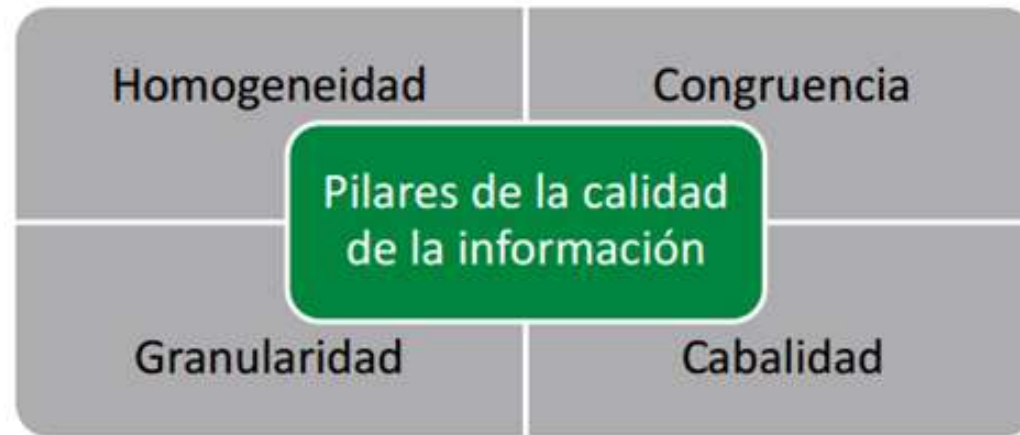 Homogeneidad
Congruencia
Pilares de la calidad
de la información
Granularidad
Cabalidad